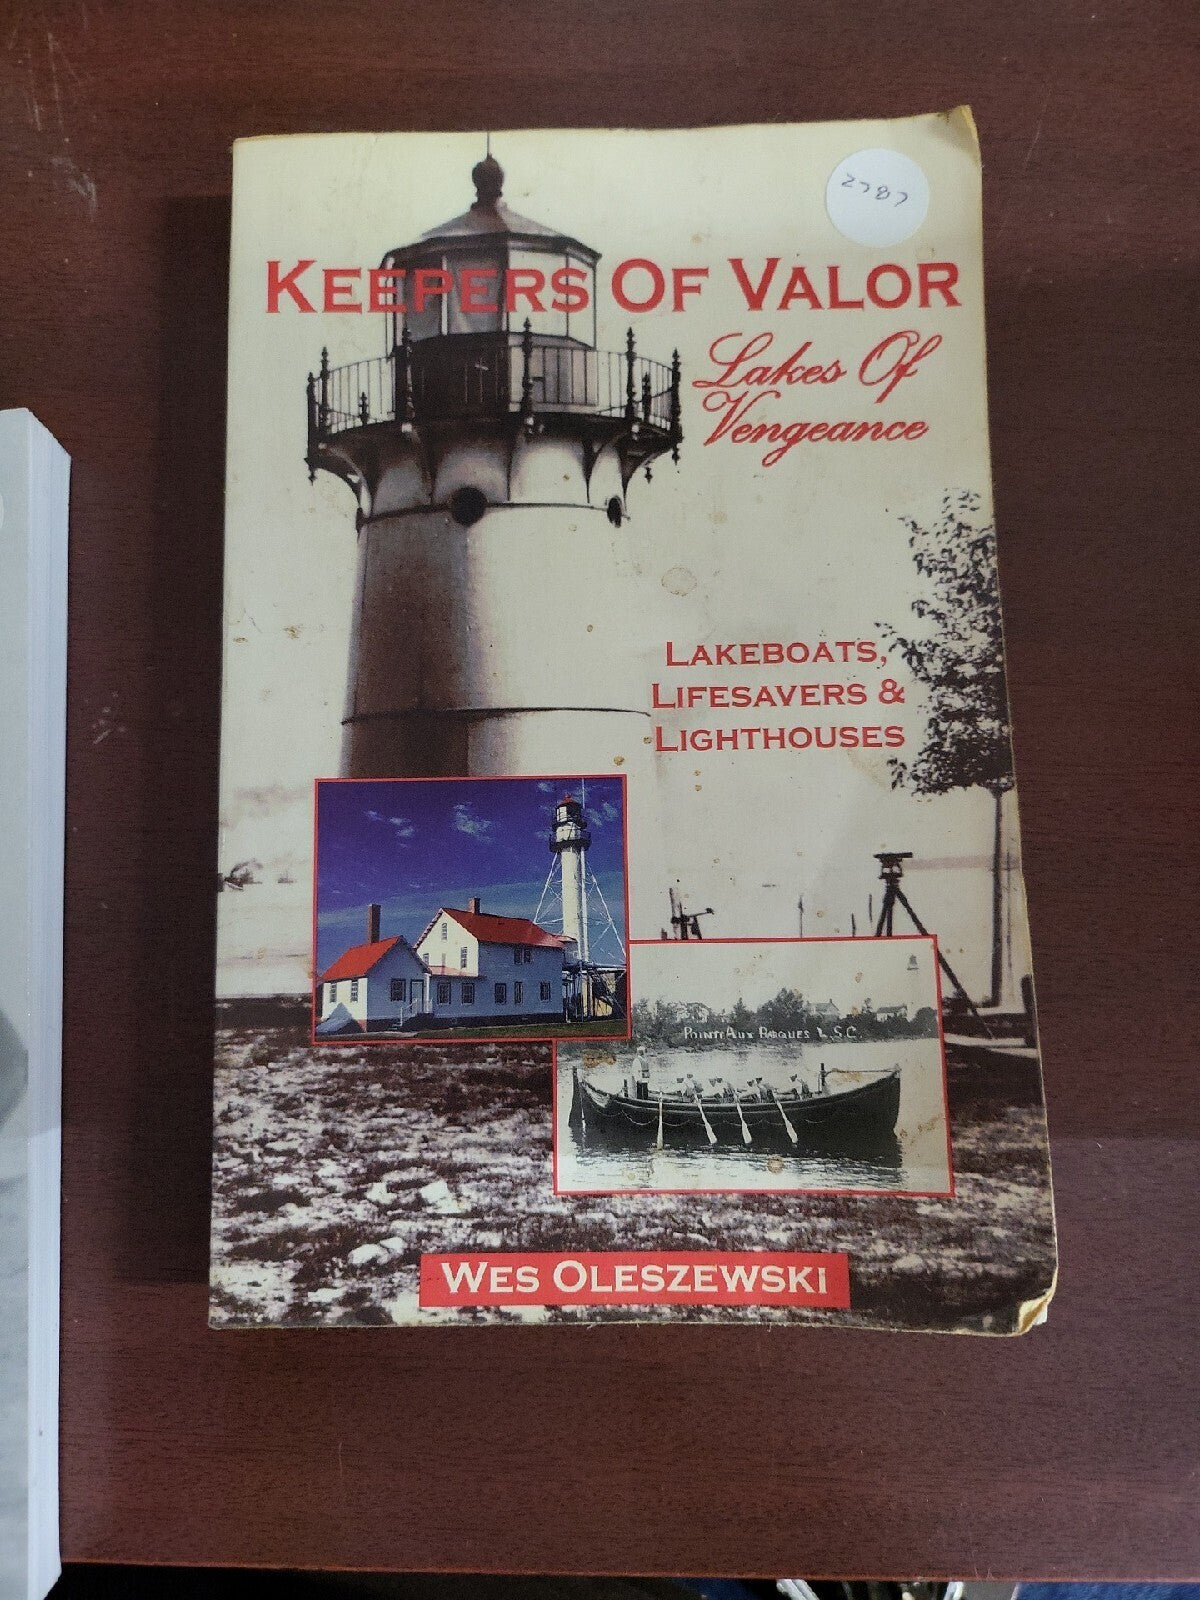 2787
KEEPERS OF VALOR
Lakes Of
Vengeance
LAKEBOATS,
LIFESAVERS &
LIGHTHOUSES
POINTE AUX BARQUES L.S.C.
WES OLESZEWSKI